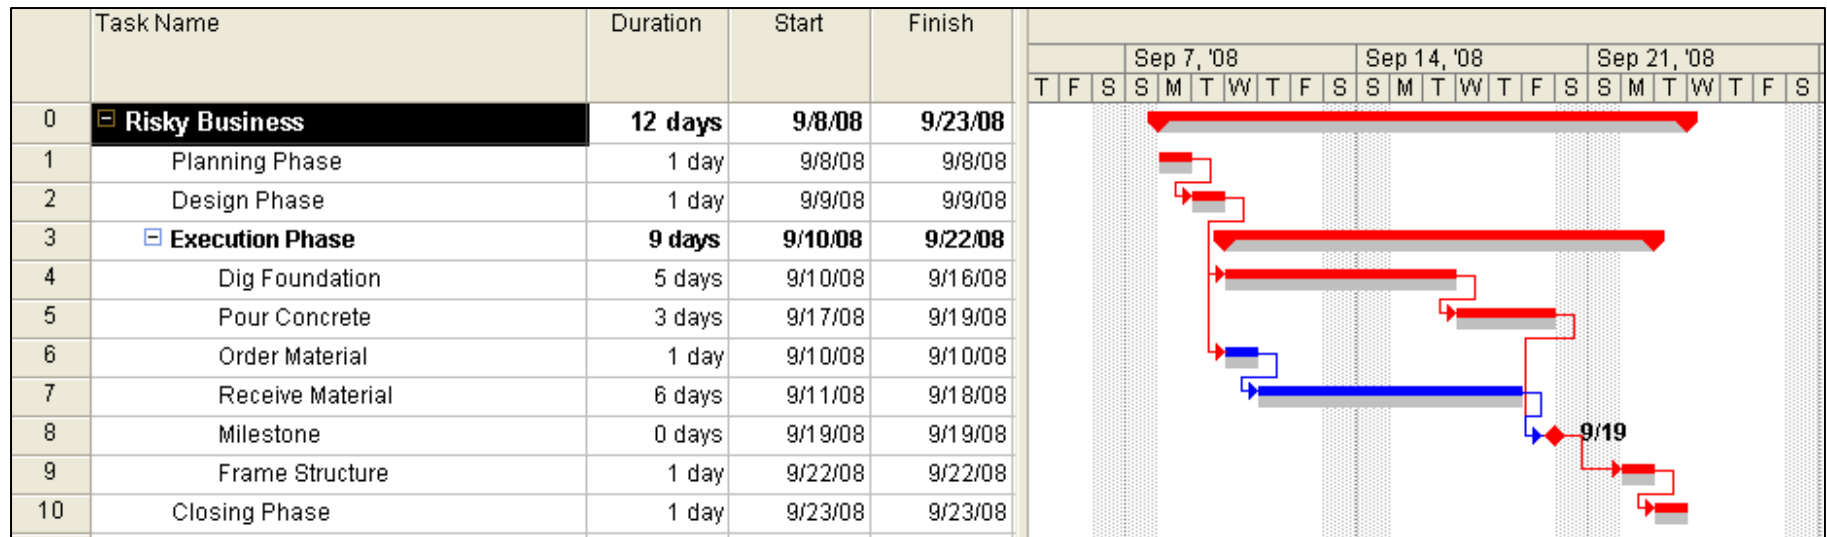 Task Name Duration Start Finish
Sep 7, '08 Sep 14, '08 Sep 21, '08
T F S S M T W T F S S M T W T F S S M T W T F S
0 Risky Business 12 days 9/8/08 9/23/08
1 Planning Phase 1 day 9/8/08 9/8/08
2 Design Phase 1 day 9/9/08 9/9/08
3 Execution Phase 9 days 9/10/08 9/22/08
4 Dig Foundation 5 days 9/10/08 9/16/08
5 Pour Concrete 3 days 9/17/08 9/19/08
6 Order Material 1 day 9/10/08 9/10/08
7 Receive Material 6 days 9/11/08 9/18/08
8 Milestone 0 days 9/19/08 9/19/08 9/19
9 Frame Structure 1 day 9/22/08 9/22/08
10 Closing Phase 1 day 9/23/08 9/23/08